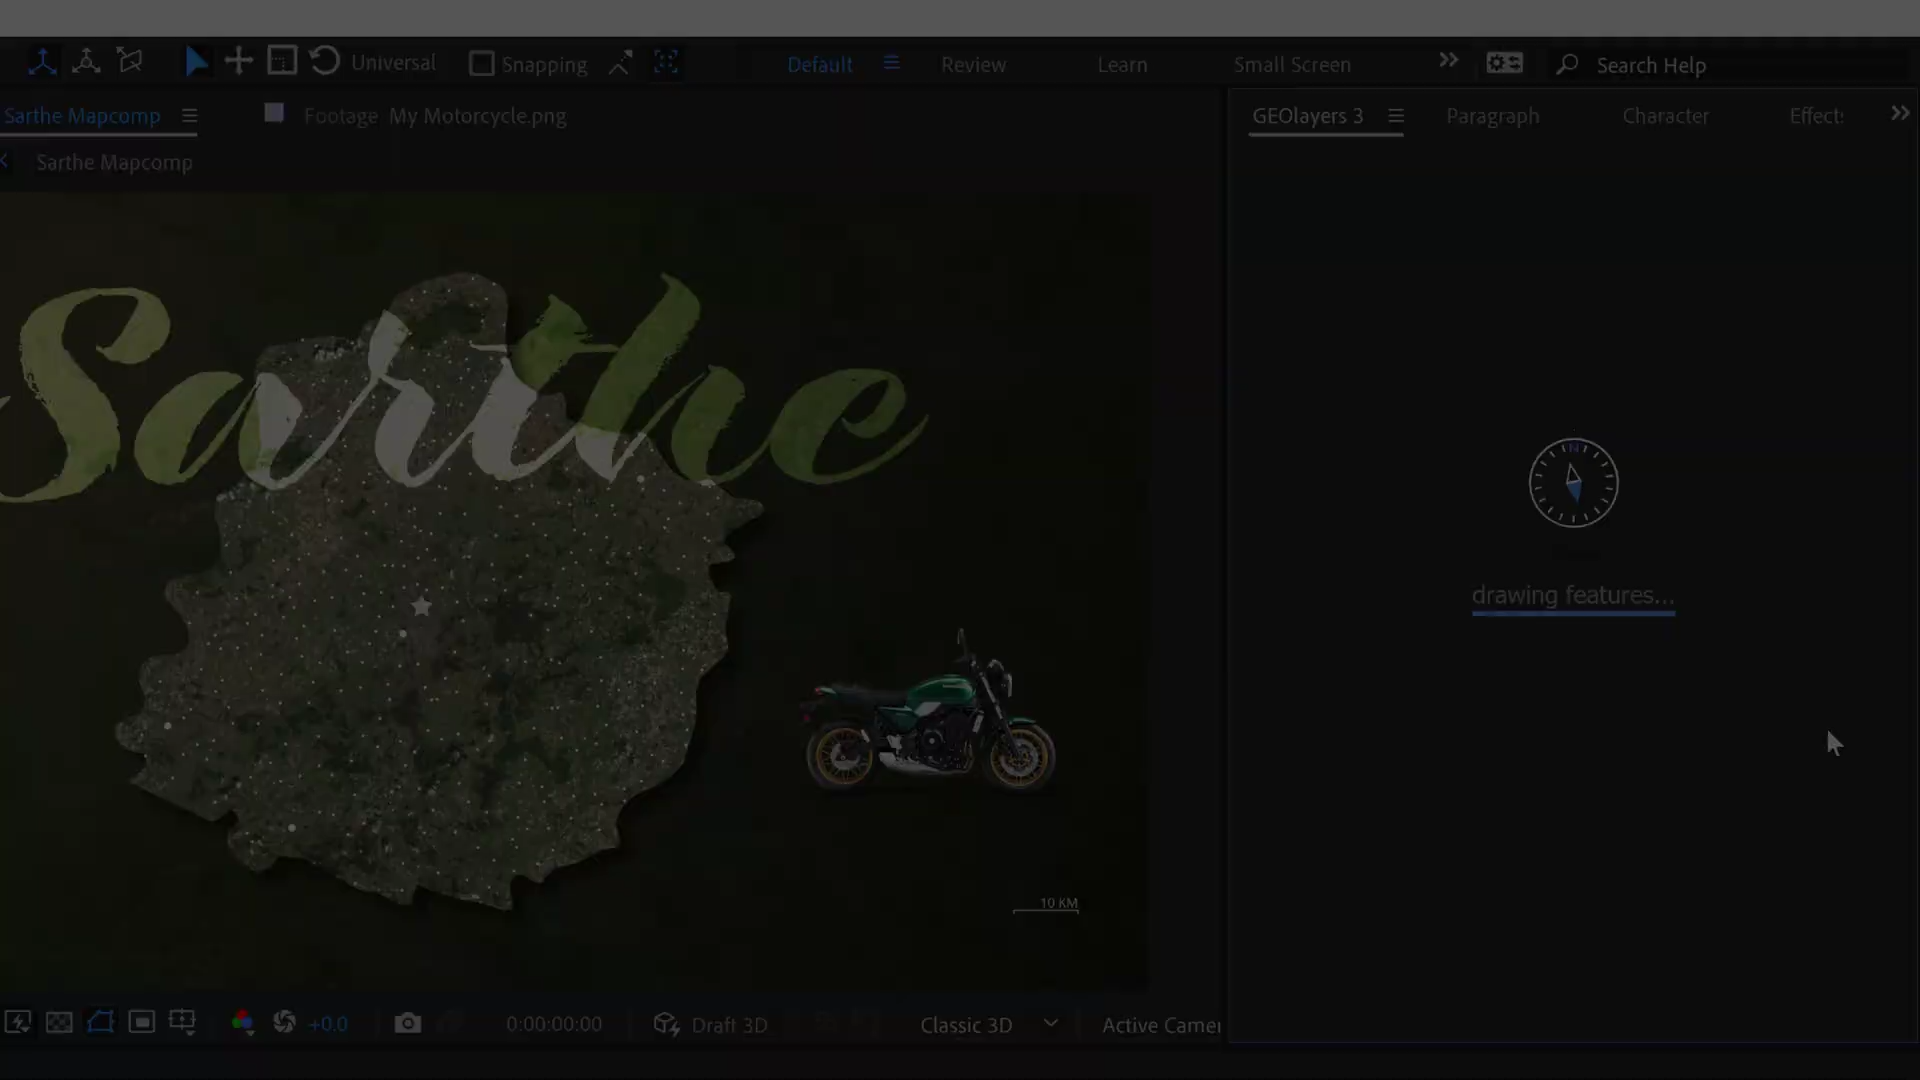 Universal
Snapping
Default
Review
Learn
Small Screen
Search Help
Sarthe Mapcomp
Footage My Motorcycle.png
GEOlayers 3
Paragraph
Character
Effects
Sarthe Mapcomp
Sarthe
drawing features...
10 KM
+0.0
0:00:00:00
Draft 3D
Classic 3D
Active Camer